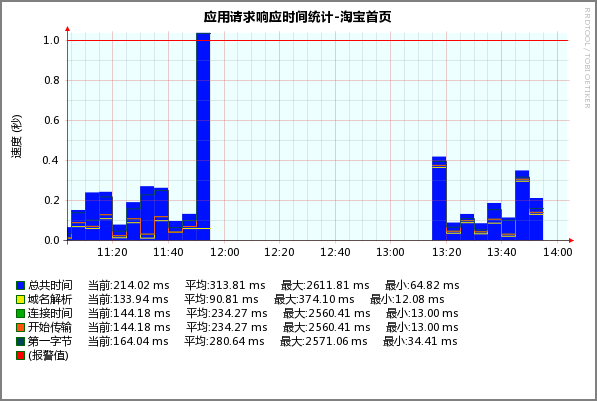 应用请求响应时间统计-淘宝首页
RRDTOOL / TOBI OETIKER
速度 (秒)
1.0
0.8
0.6
0.4
0.2
0.0
11:20 11:40 12:00 12:20 12:40 13:00 13:20 13:40 14:00
总共时间 当前:214.02 ms 平均:313.81 ms 最大:2611.81 ms 最小:64.82 ms
域名解析 当前:133.94 ms 平均:90.81 ms 最大:374.10 ms 最小:12.08 ms
连接时间 当前:144.18 ms 平均:234.27 ms 最大:2560.41 ms 最小:13.00 ms
开始传输 当前:144.18 ms 平均:234.27 ms 最大:2560.41 ms 最小:13.00 ms
第一字节 当前:164.04 ms 平均:280.64 ms 最大:2571.06 ms 最小:34.41 ms
(报警值)